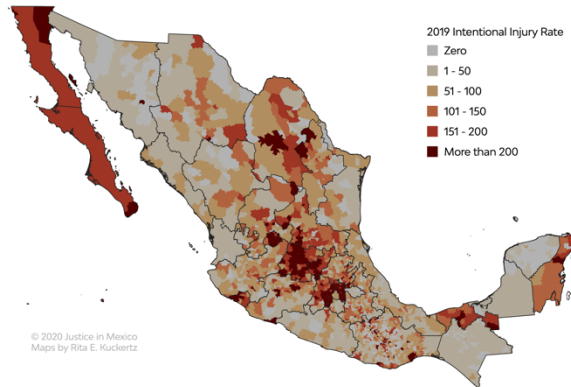 2019 Intentional Injury Rate
Zero
1 - 50
51 - 100
101 - 150
151 - 200
More than 200
© 2020 Justice in Mexico
Maps by Rita E. Kuckertz